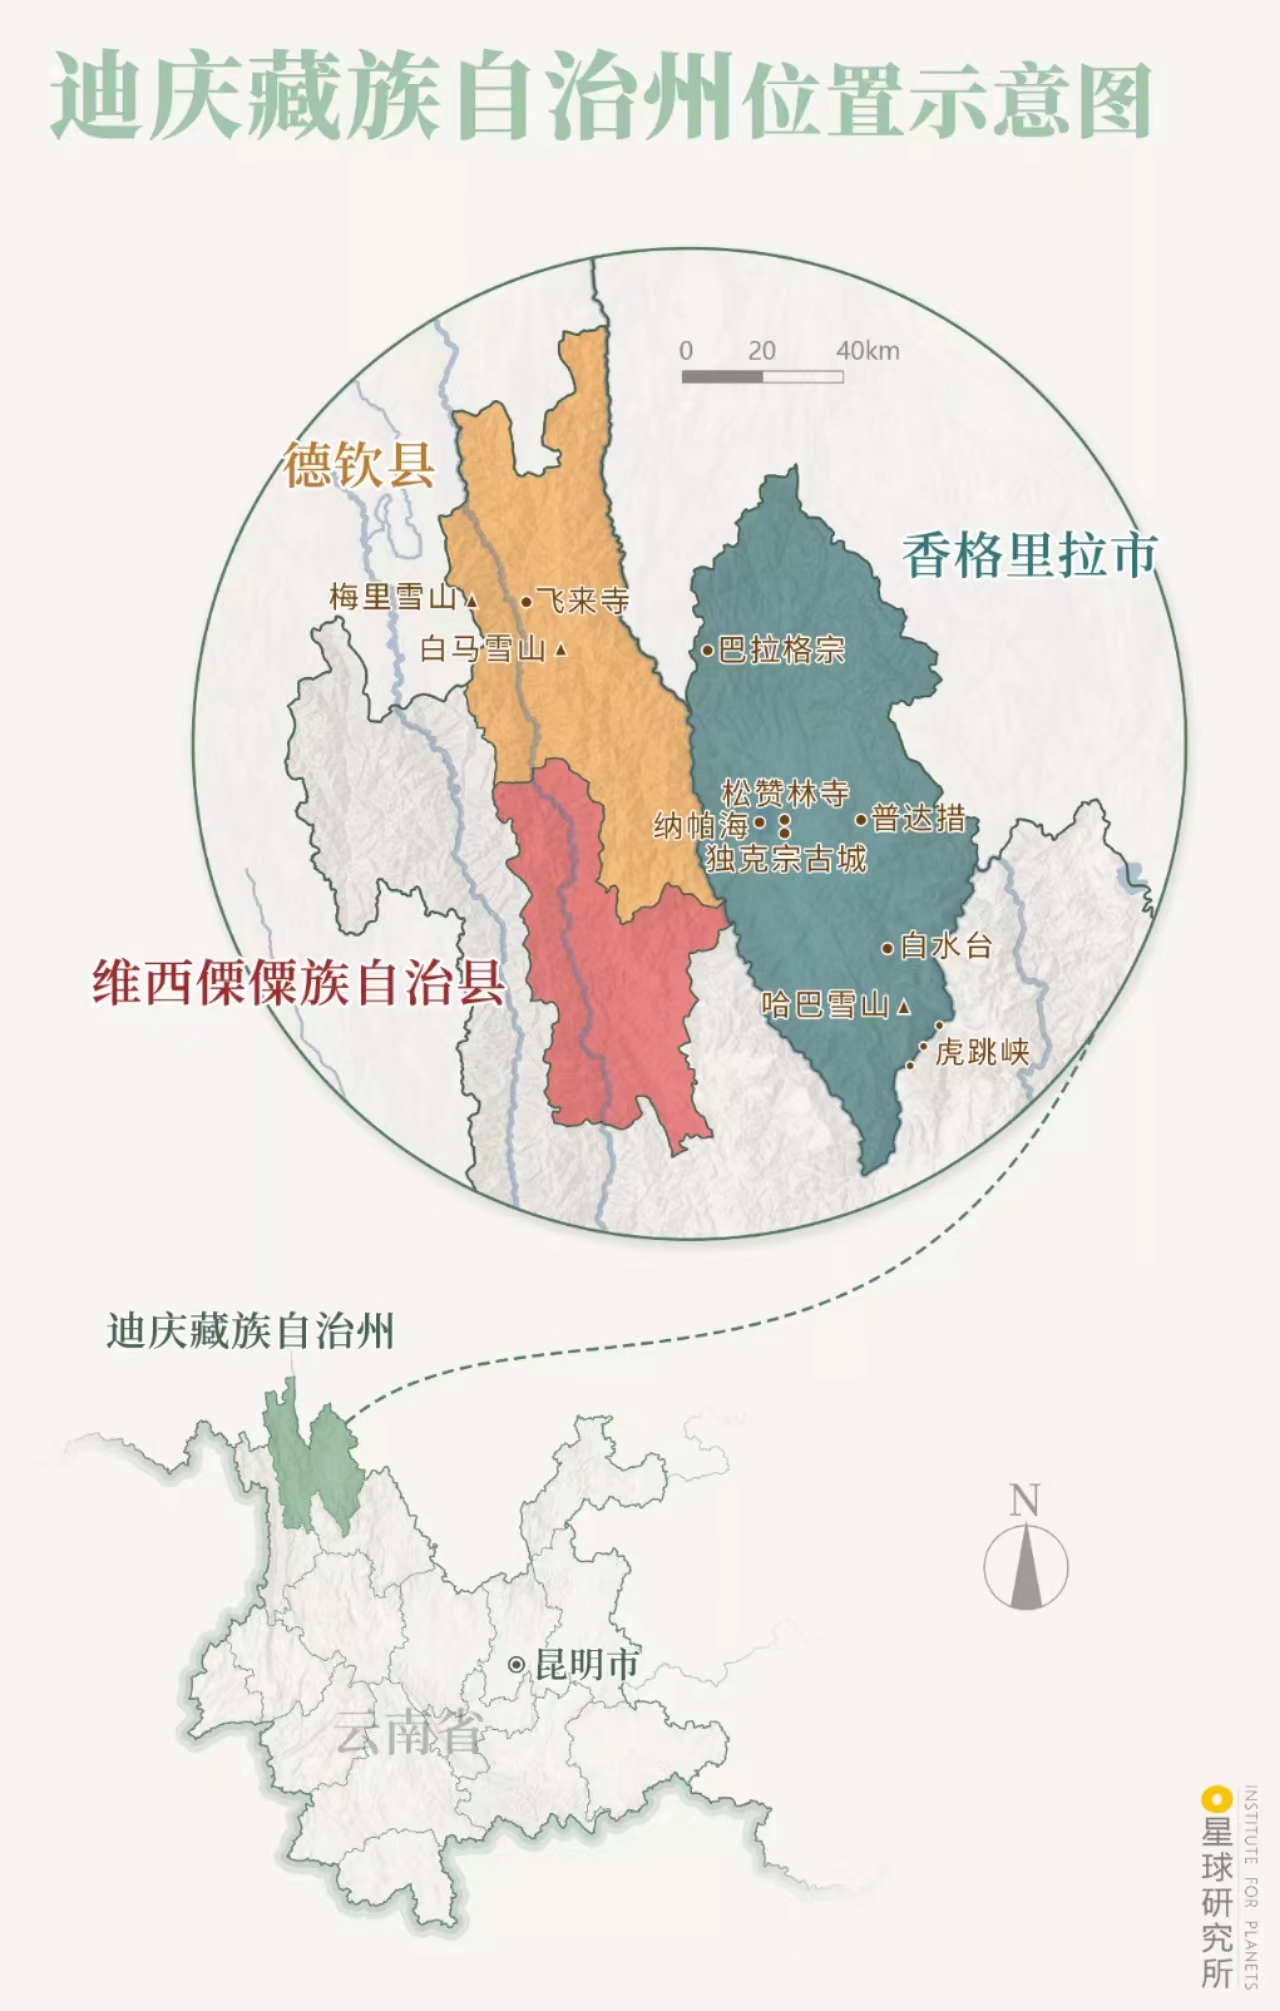 迪庆藏族自治州位置示意图
0 20 40km
德钦县
香格里拉市
梅里雪山
飞来寺
白马雪山
巴拉格宗
松赞林寺
纳帕海
普达措
独克宗古城
白水台
维西傈僳族自治县
哈巴雪山
虎跳峡
迪庆藏族自治州
N
昆明市
云南省
星球研究所
INSTITUTE FOR PLANETS